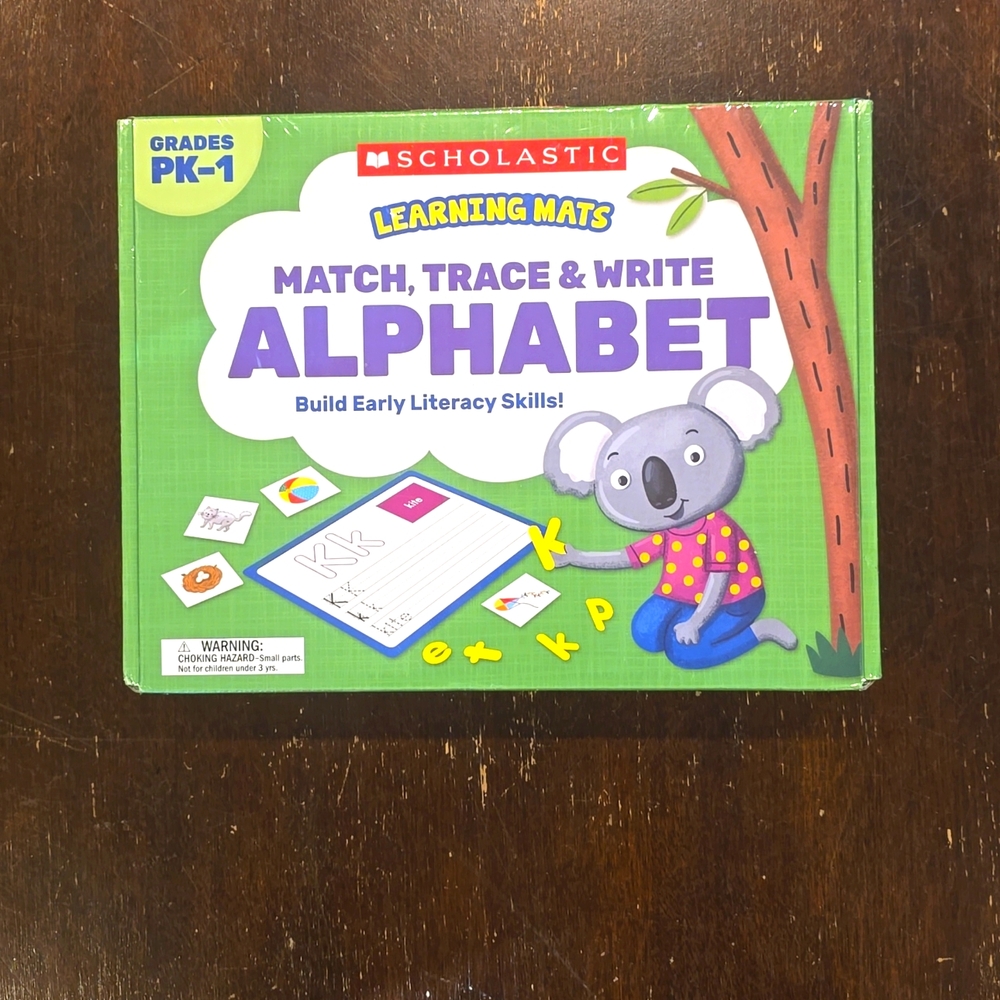 GRADES
PK–1
SCHOLASTIC
LEARNING MATS
MATCH, TRACE & WRITE
ALPHABET
Build Early Literacy Skills!
kite
Kk
K K
k k
kite
K
e x k p
WARNING:
CHOKING HAZARD–Small parts.
Not for children under 3 yrs.